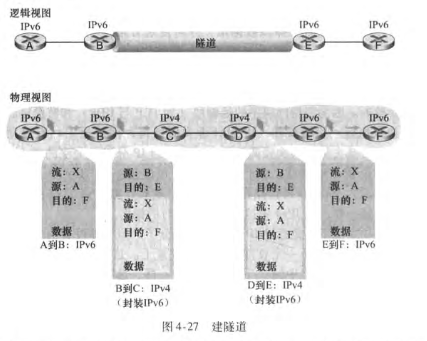 逻辑视图
IPv6 IPv6 IPv6 IPv6
A B 隧道 E F
物理视图
IPv6 IPv6 IPv4 IPv4 IPv6 IPv6
A B C D E F
流：X
源：A
目的：F
数据
A到B：IPv6
源：B
目的：E
流：X
源：A
目的：F
数据
B到C：IPv4
（封装IPv6）
源：B
目的：E
流：X
源：A
目的：F
数据
D到E：IPv4
（封装IPv6）
流：X
源：A
目的：F
数据
E到F：IPv6
图4-27 建隧道